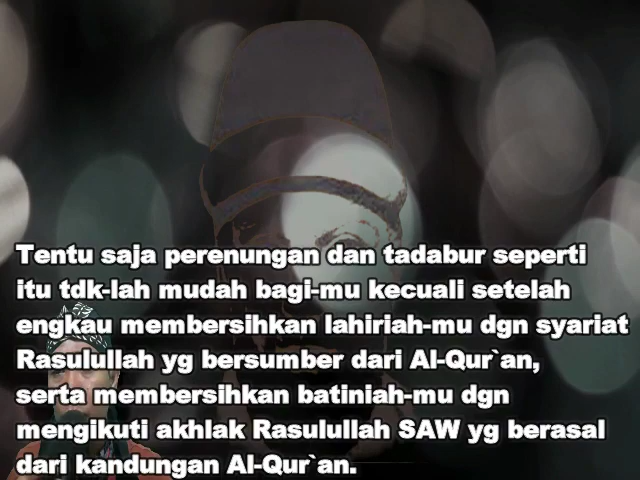 Tentu saja perenungan dan tadabur seperti
itu tdk-lah mudah bagi-mu kecuali setelah
engkau membersihkan lahiriah-mu dgn syariat
Rasulullah yg bersumber dari Al-Qur`an,
serta membersihkan batiniah-mu dgn
mengikuti akhlak Rasulullah SAW yg berasal
dari kandungan Al-Qur`an.